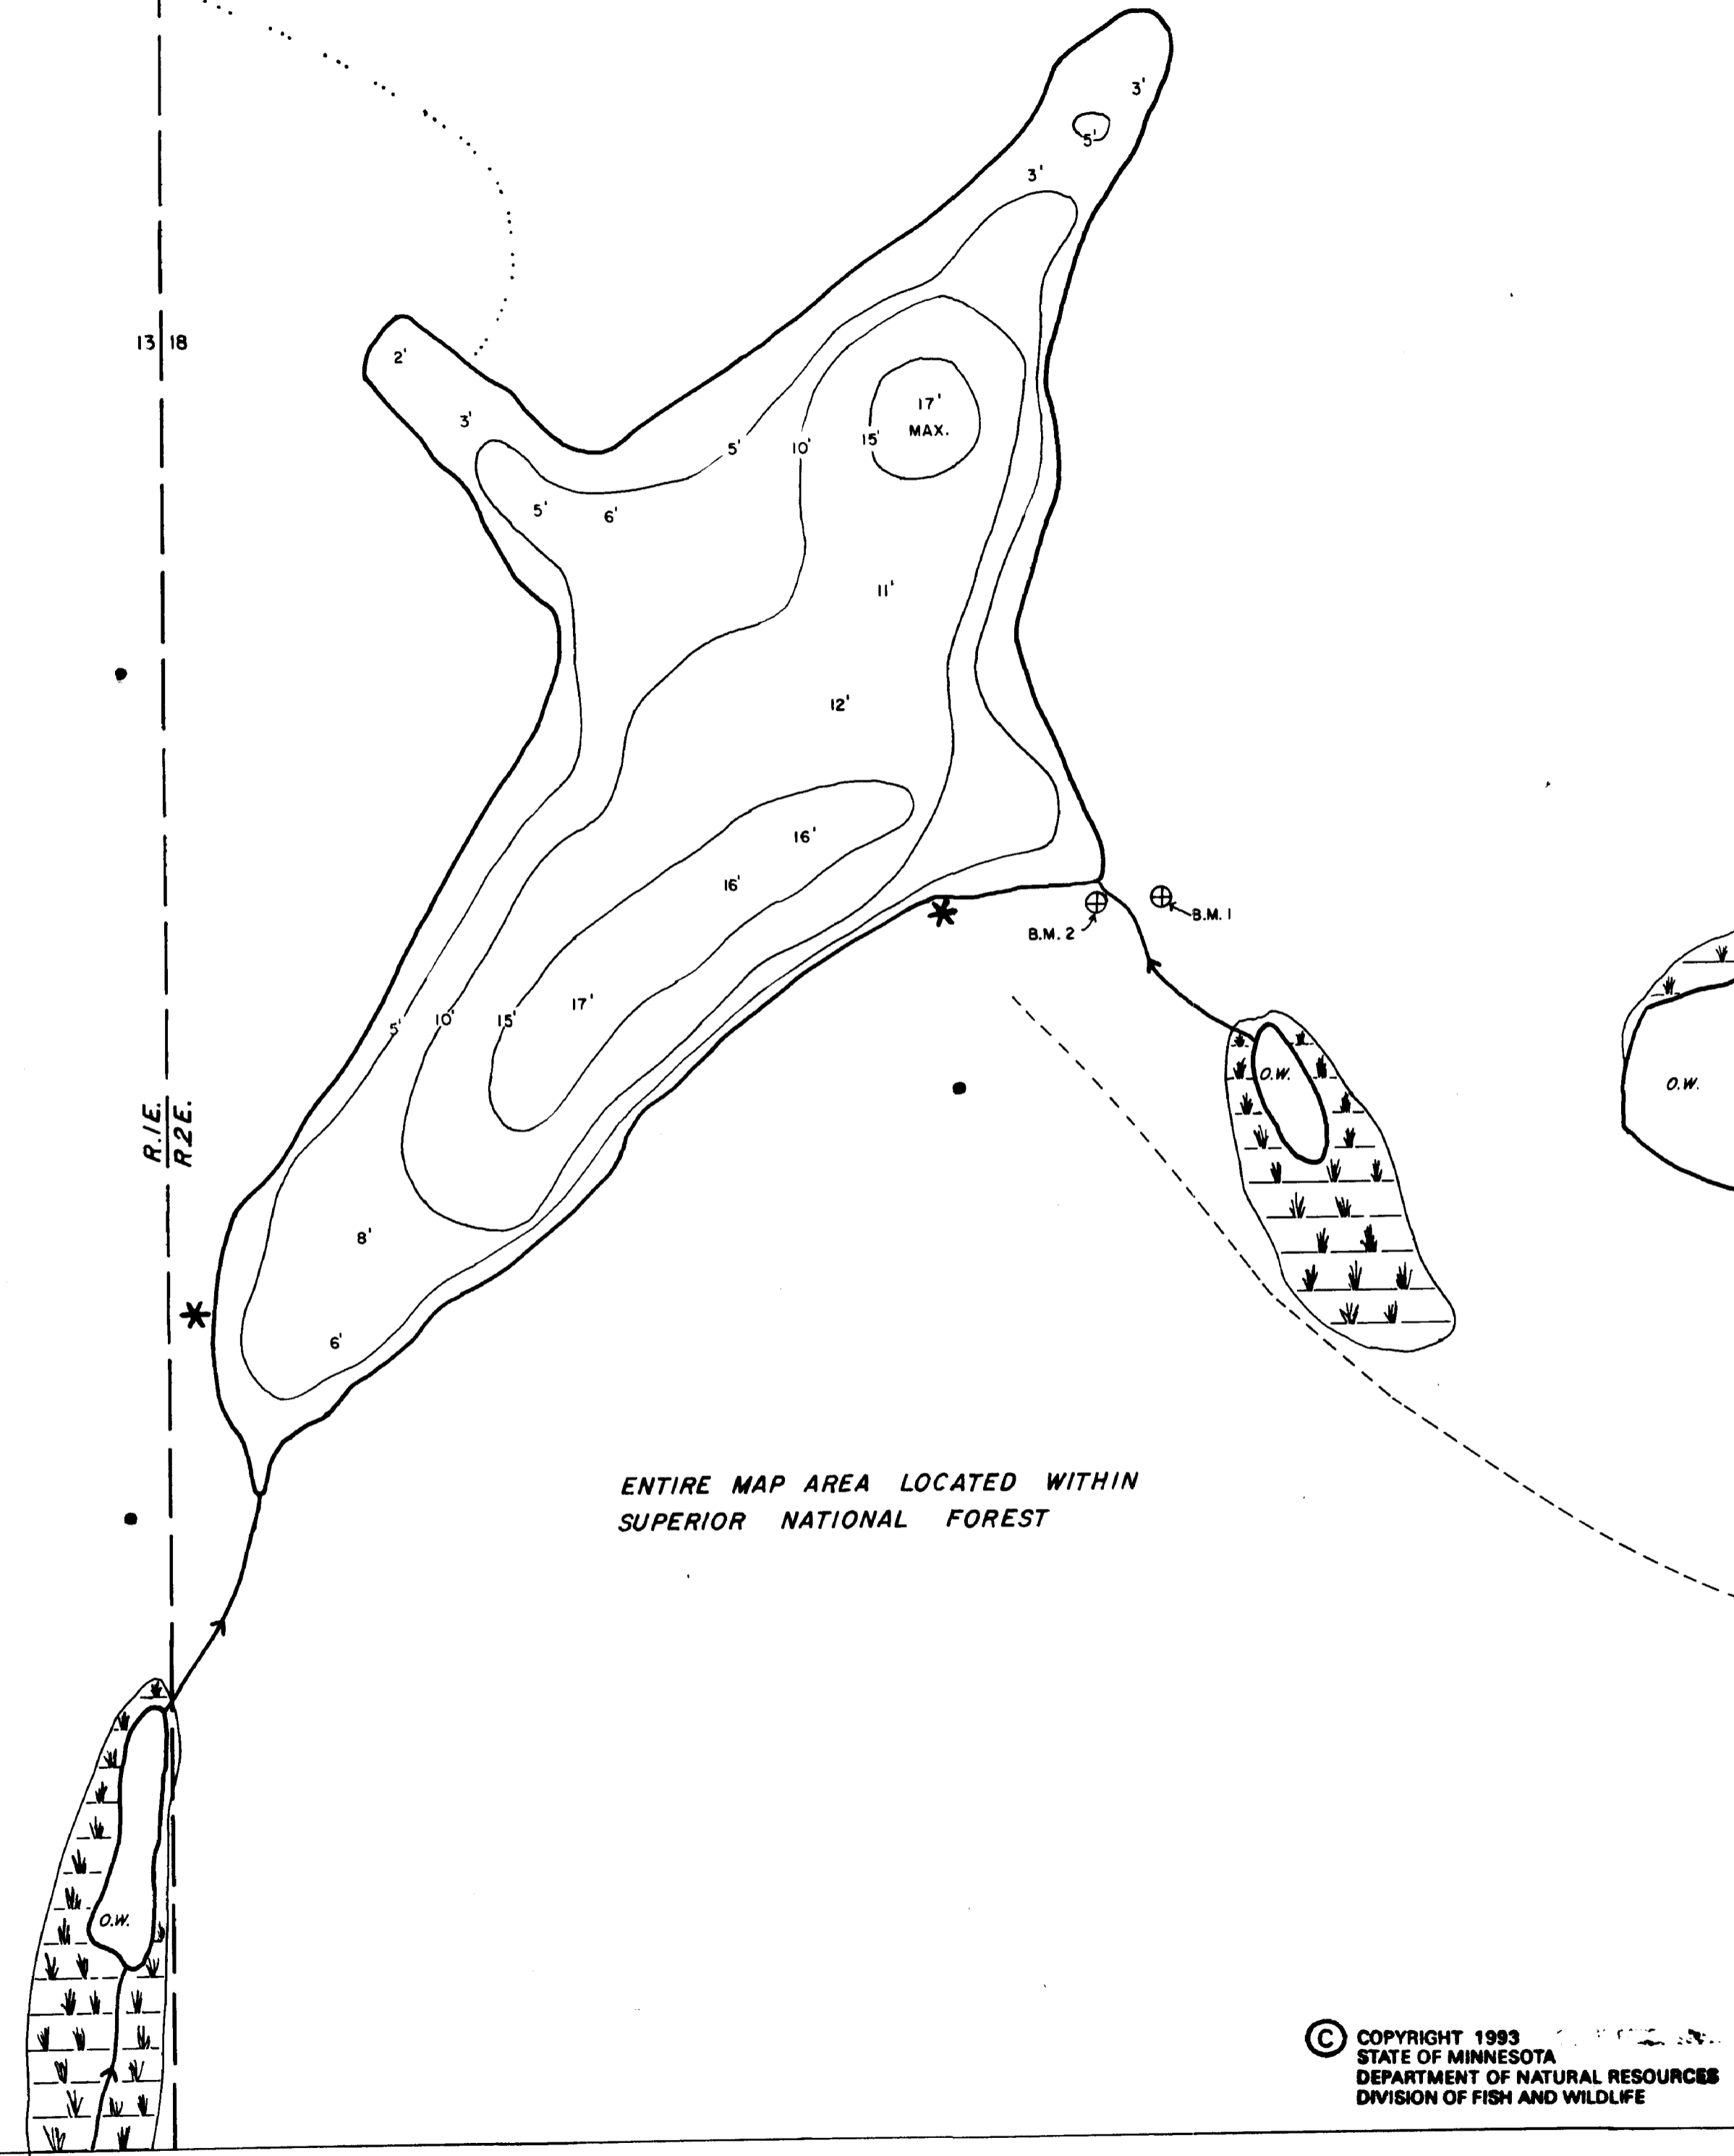 3'
5'
3'
13 18
2'
17'
MAX.
3'
15'
5' 10'
5' 6'
11'
12'
16'
16'
B.M. 1
B.M. 2
17'
5' 10' 15'
O.W.
O.W.
R.1E.
R.2E.
8'
6'
ENTIRE MAP AREA LOCATED WITHIN
SUPERIOR NATIONAL FOREST
O.W.
© COPYRIGHT 1993
STATE OF MINNESOTA
DEPARTMENT OF NATURAL RESOURCES
DIVISION OF FISH AND WILDLIFE